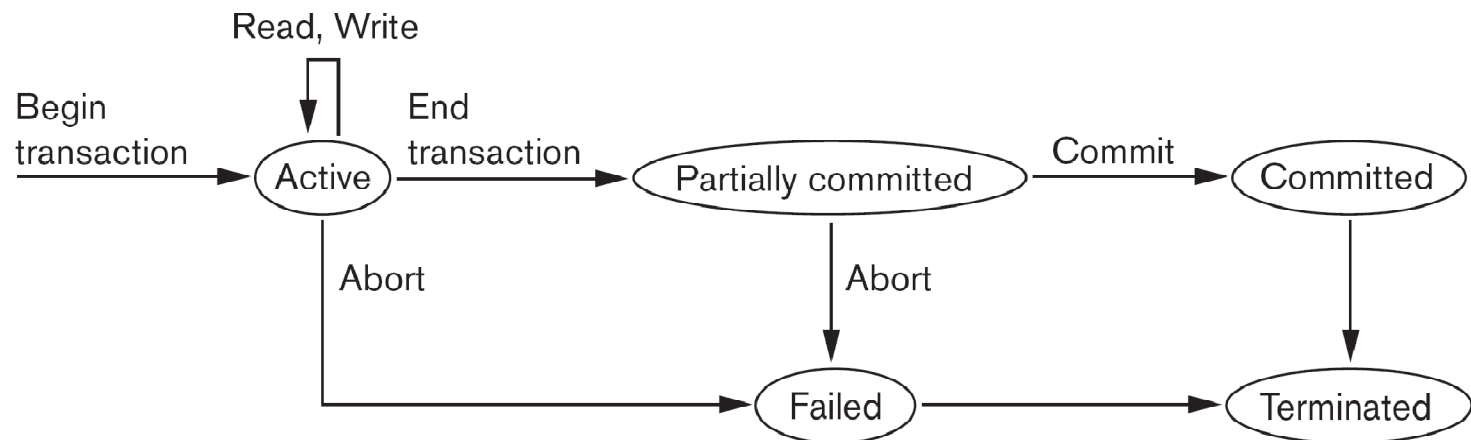 Read, Write
Begin
transaction
End
transaction
Commit
Active
Partially committed
Committed
Abort
Abort
Failed
Terminated